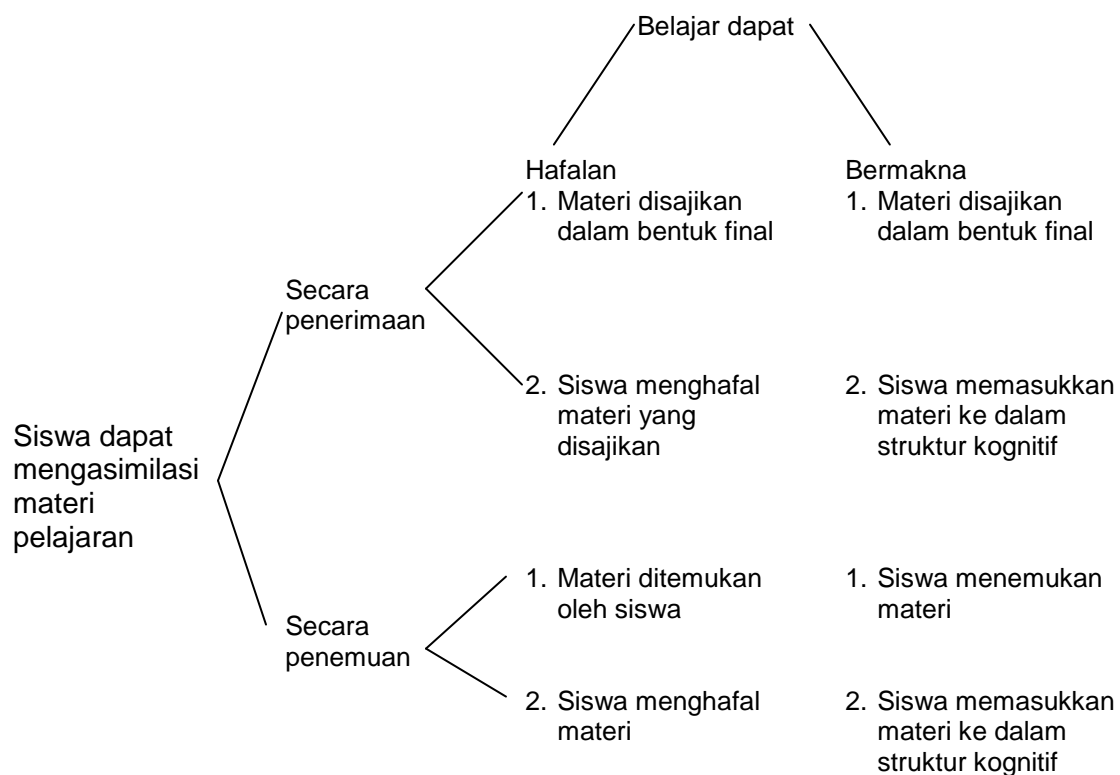 Belajar dapat
Hafalan
1. Materi disajikan
dalam bentuk final
Bermakna
1. Materi disajikan
dalam bentuk final
Secara
penerimaan
2. Siswa menghafal
materi yang
disajikan
2. Siswa memasukkan
materi ke dalam
struktur kognitif
Siswa dapat
mengasimilasi
materi
pelajaran
1. Materi ditemukan
oleh siswa
1. Siswa menemukan
materi
Secara
penemuan
2. Siswa menghafal
materi
2. Siswa memasukkan
materi ke dalam
struktur kognitif